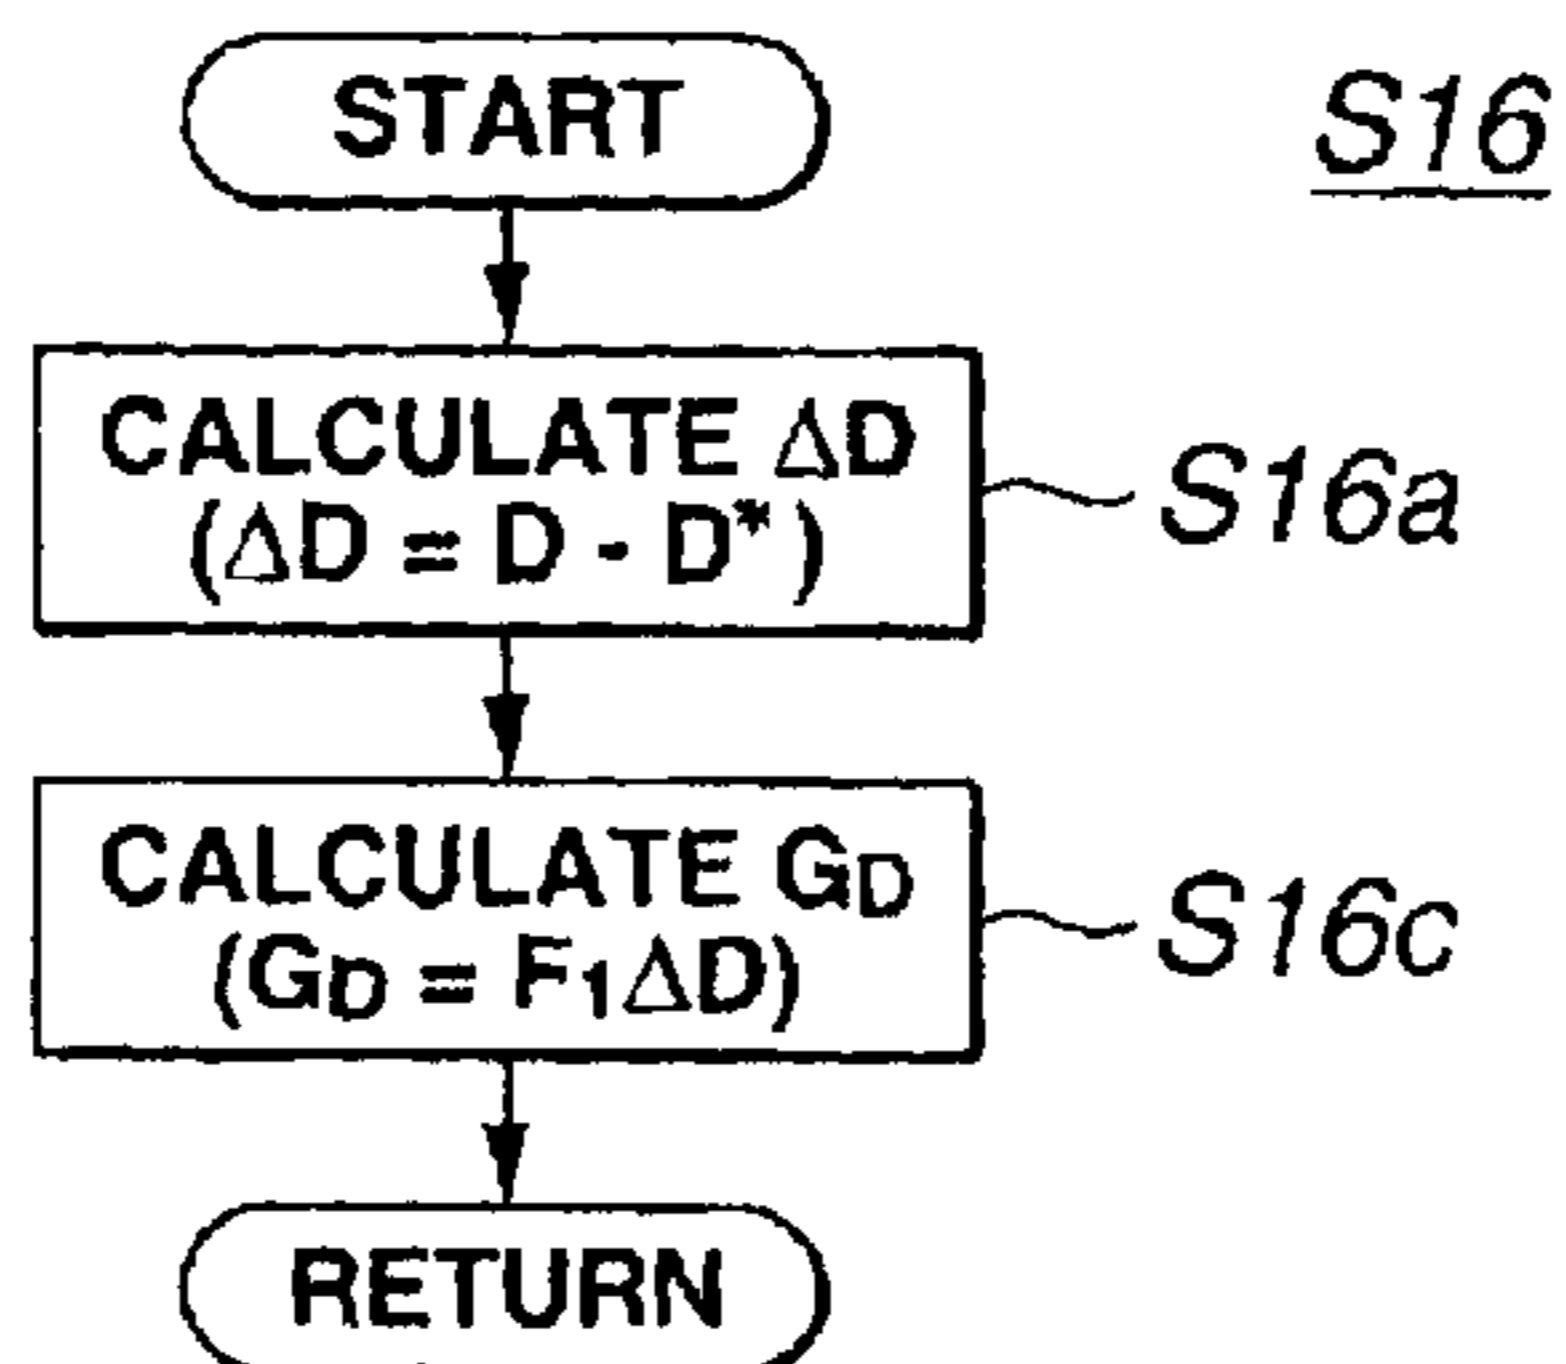 START
S16
CALCULATE ΔD
(ΔD = D - D*)
S16a
CALCULATE GD
(GD = F1ΔD)
S16c
RETURN